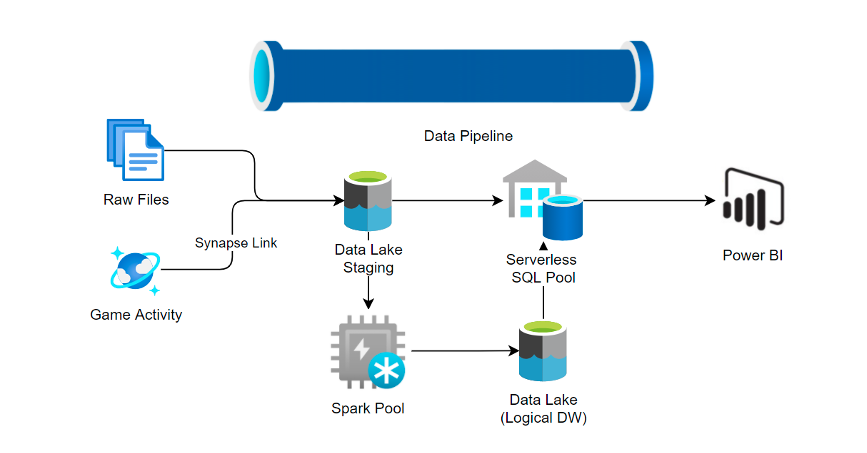 Data Pipeline
Raw Files
Synapse Link
Game Activity
Data Lake
Staging
Serverless
SQL Pool
Power BI
Spark Pool
Data Lake
(Logical DW)